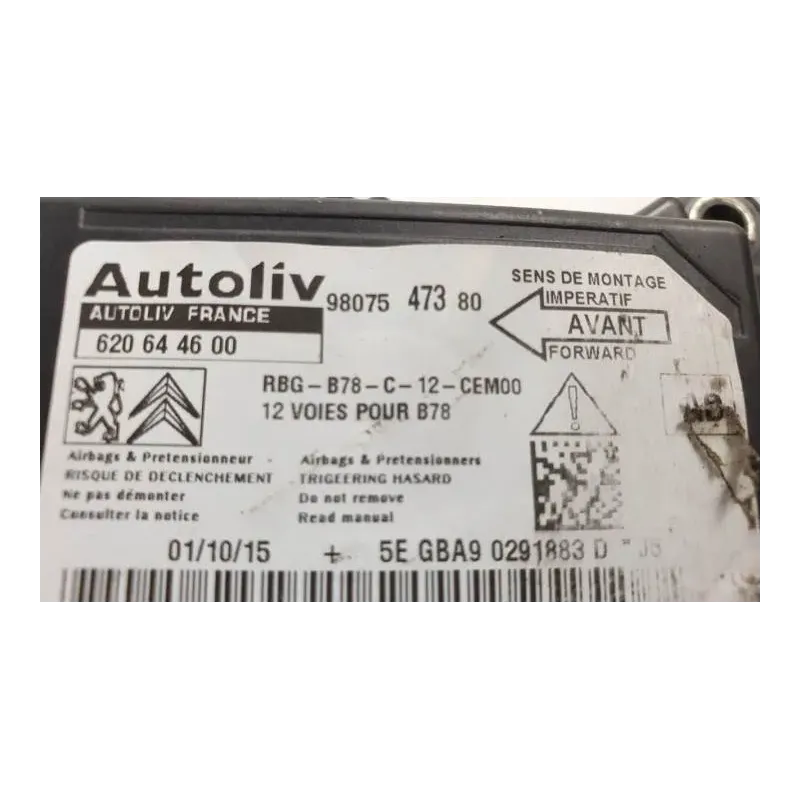 Autoliv
AUTOLIV FRANCE
620 64 46 00
98075 473 80
SENS DE MONTAGE
IMPERATIF
AVANT
FORWARD
RBG-B78-C-12-CEM00
12 VOIES POUR B78
Airbags & Pretensionneur
RISQUE DE DECLENCHEMENT
Ne pas démonter
Consulter la notice
Airbags & Pretensionners
TRIGEERING HASARD
Do not remove
Read manual
01/10/15 + 5E GBA9 0291883 D